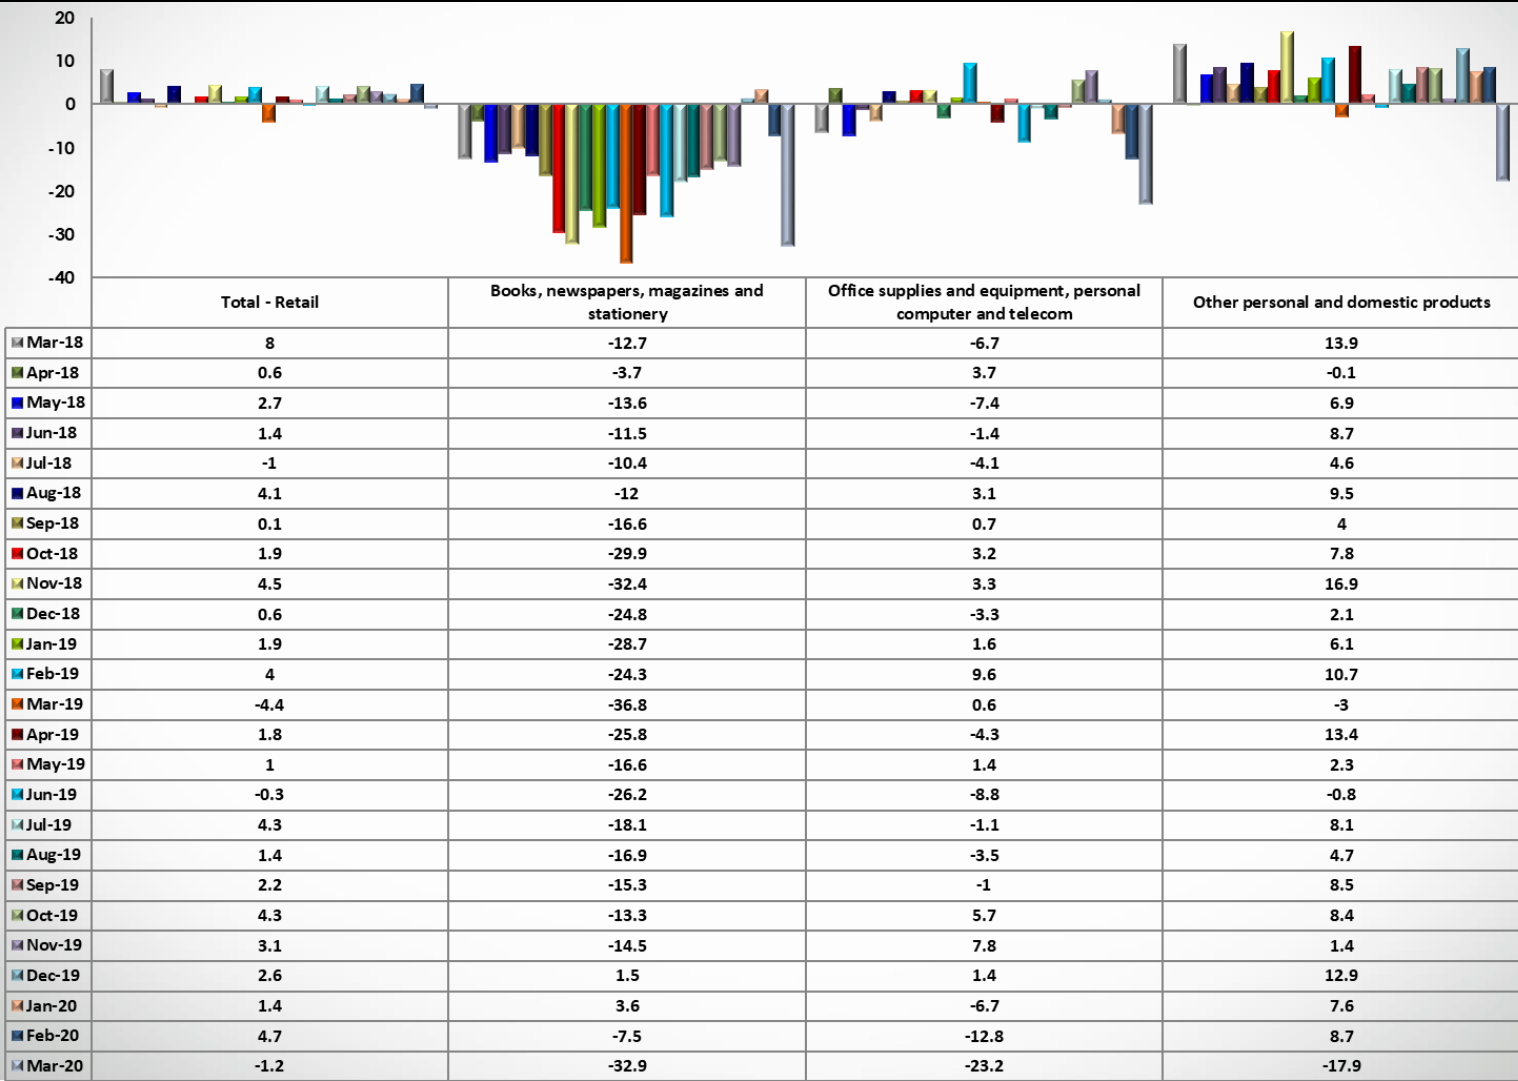 20
10
0
-10
-20
-30
-40
Total - Retail
Books, newspapers, magazines and
stationery
Office supplies and equipment, personal
computer and telecom
Other personal and domestic products
Mar-18 8 -12.7 -6.7 13.9
Apr-18 0.6 -3.7 3.7 -0.1
May-18 2.7 -13.6 -7.4 6.9
Jun-18 1.4 -11.5 -1.4 8.7
Jul-18 -1 -10.4 -4.1 4.6
Aug-18 4.1 -12 3.1 9.5
Sep-18 0.1 -16.6 0.7 4
Oct-18 1.9 -29.9 3.2 7.8
Nov-18 4.5 -32.4 3.3 16.9
Dec-18 0.6 -24.8 -3.3 2.1
Jan-19 1.9 -28.7 1.6 6.1
Feb-19 4 -24.3 9.6 10.7
Mar-19 -4.4 -36.8 0.6 -3
Apr-19 1.8 -25.8 -4.3 13.4
May-19 1 -16.6 1.4 2.3
Jun-19 -0.3 -26.2 -8.8 -0.8
Jul-19 4.3 -18.1 -1.1 8.1
Aug-19 1.4 -16.9 -3.5 4.7
Sep-19 2.2 -15.3 -1 8.5
Oct-19 4.3 -13.3 5.7 8.4
Nov-19 3.1 -14.5 7.8 1.4
Dec-19 2.6 1.5 1.4 12.9
Jan-20 1.4 3.6 -6.7 7.6
Feb-20 4.7 -7.5 -12.8 8.7
Mar-20 -1.2 -32.9 -23.2 -17.9